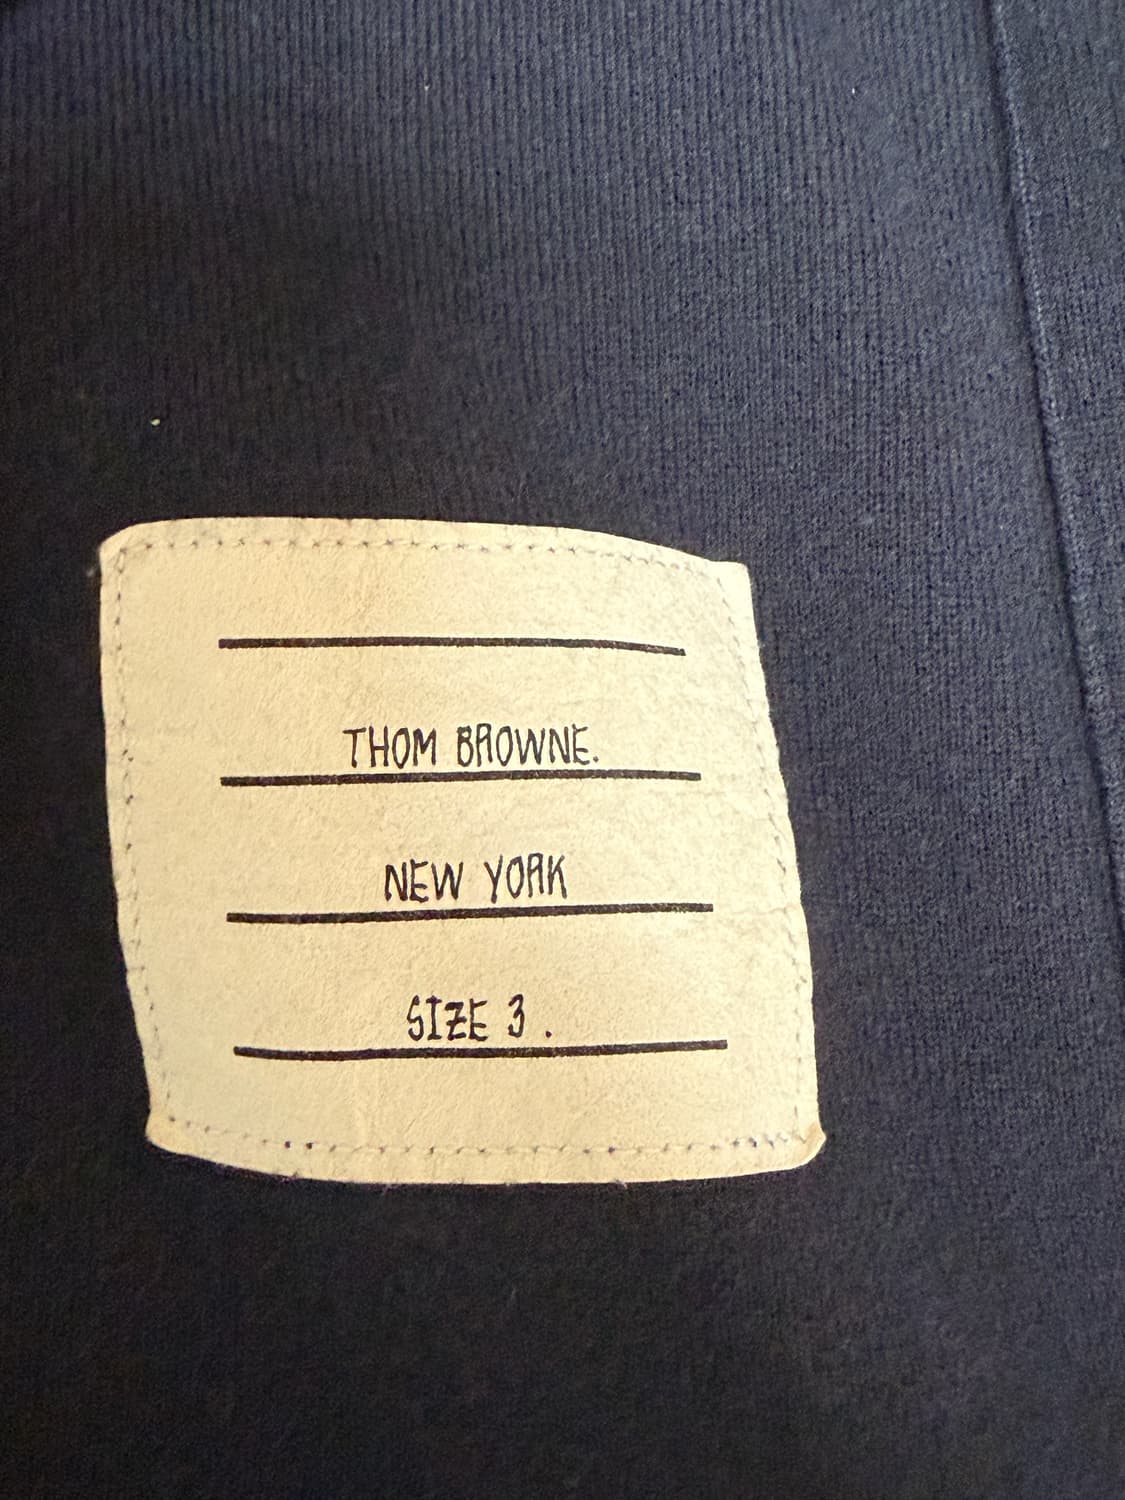 THOM BROWNE.
NEW YORK
SIZE 3 .